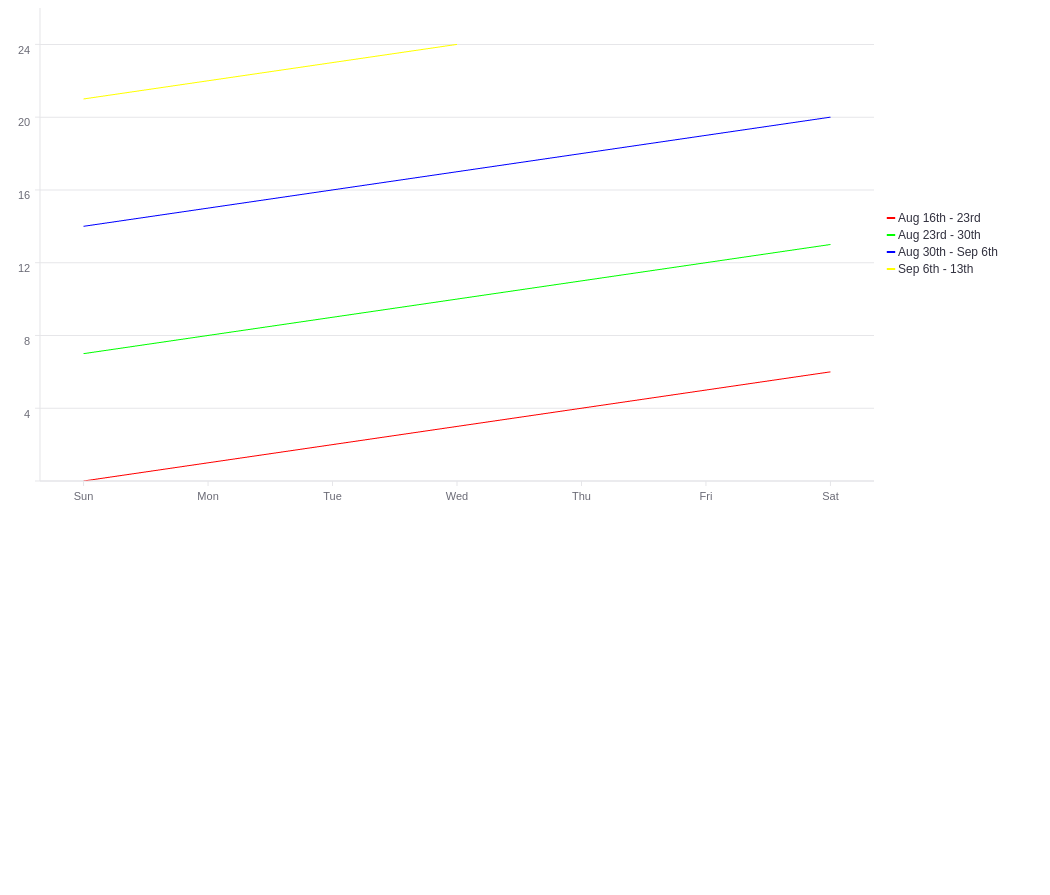 24
20
16
12
8
4
Sun Mon Tue Wed Thu Fri Sat
Aug 16th - 23rd
Aug 23rd - 30th
Aug 30th - Sep 6th
Sep 6th - 13th